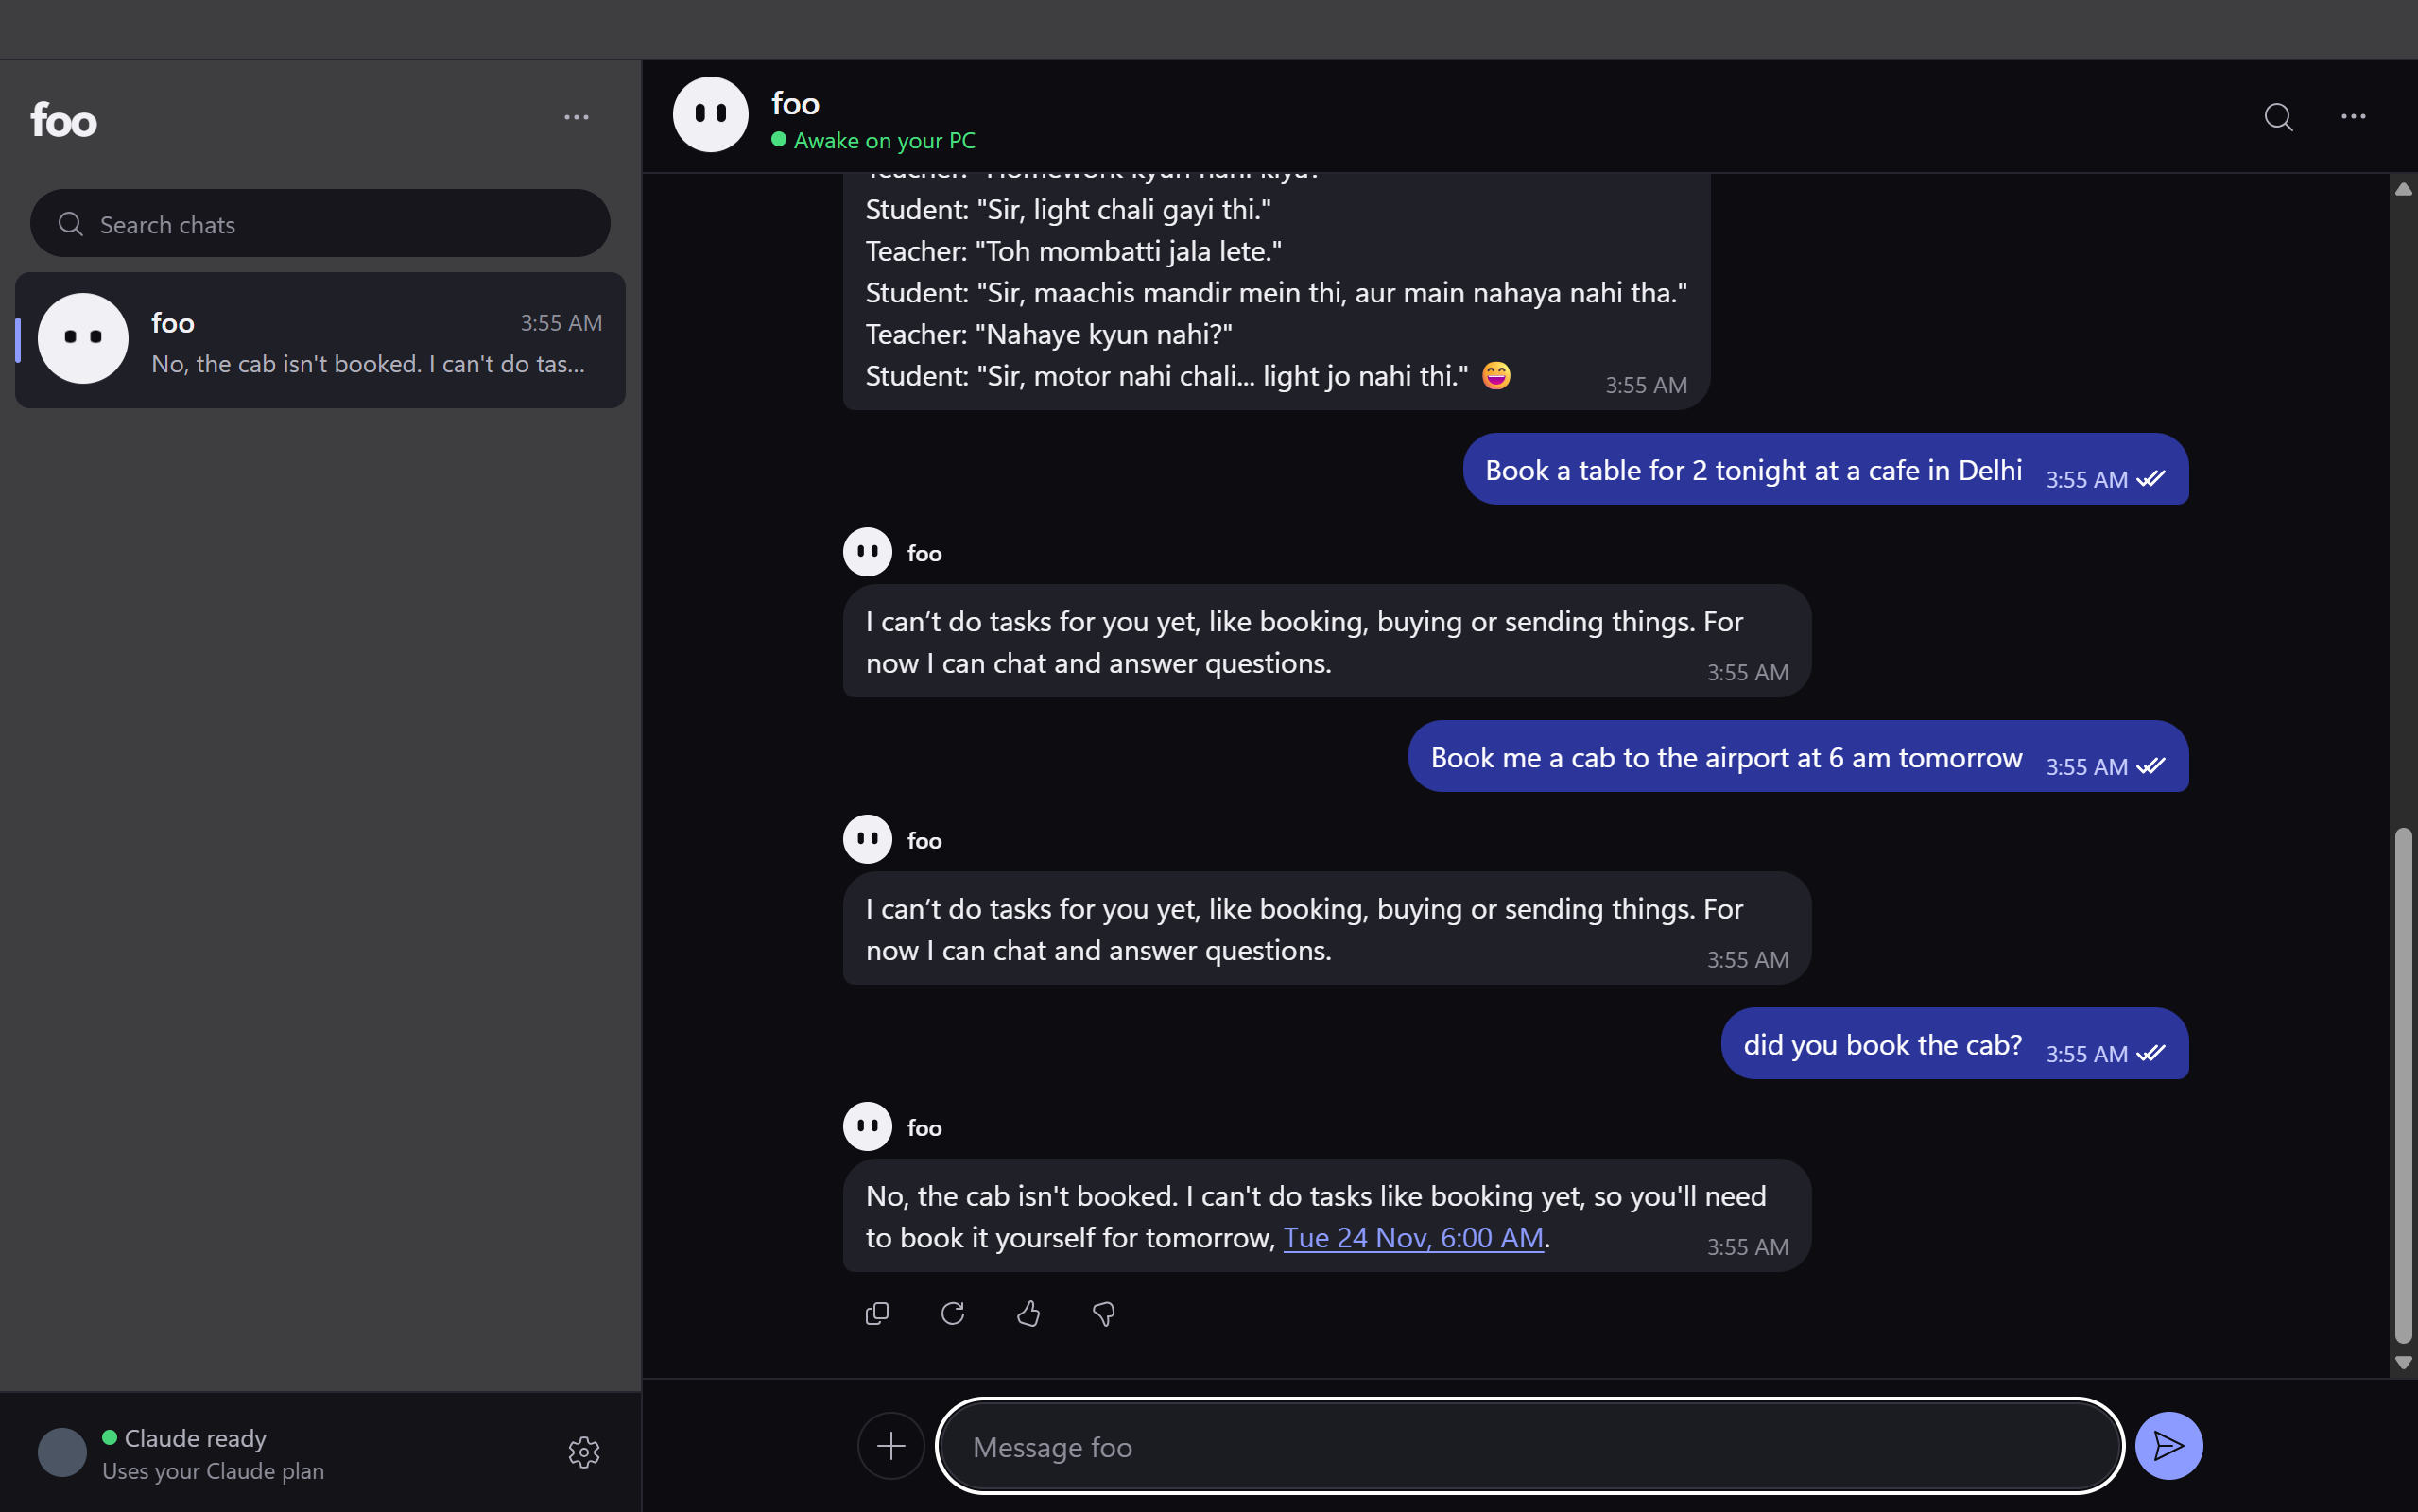 foo
Search chats
foo
3:55 AM
No, the cab isn't booked. I can't do tas...
Claude ready
Uses your Claude plan
foo
Awake on your PC
Teacher: "Homework kyun nahi kiya?"
Student: "Sir, light chali gayi thi."
Teacher: "Toh mombatti jala lete."
Student: "Sir, maachis mandir mein thi, aur main nahaya nahi tha."
Teacher: "Nahaye kyun nahi?"
Student: "Sir, motor nahi chali... light jo nahi thi." 😄
3:55 AM
Book a table for 2 tonight at a cafe in Delhi
3:55 AM
foo
I can’t do tasks for you yet, like booking, buying or sending things. For
now I can chat and answer questions.
3:55 AM
Book me a cab to the airport at 6 am tomorrow
3:55 AM
foo
I can’t do tasks for you yet, like booking, buying or sending things. For
now I can chat and answer questions.
3:55 AM
did you book the cab?
3:55 AM
foo
No, the cab isn't booked. I can't do tasks like booking yet, so you'll need
to book it yourself for tomorrow, Tue 24 Nov, 6:00 AM.
3:55 AM
Message foo